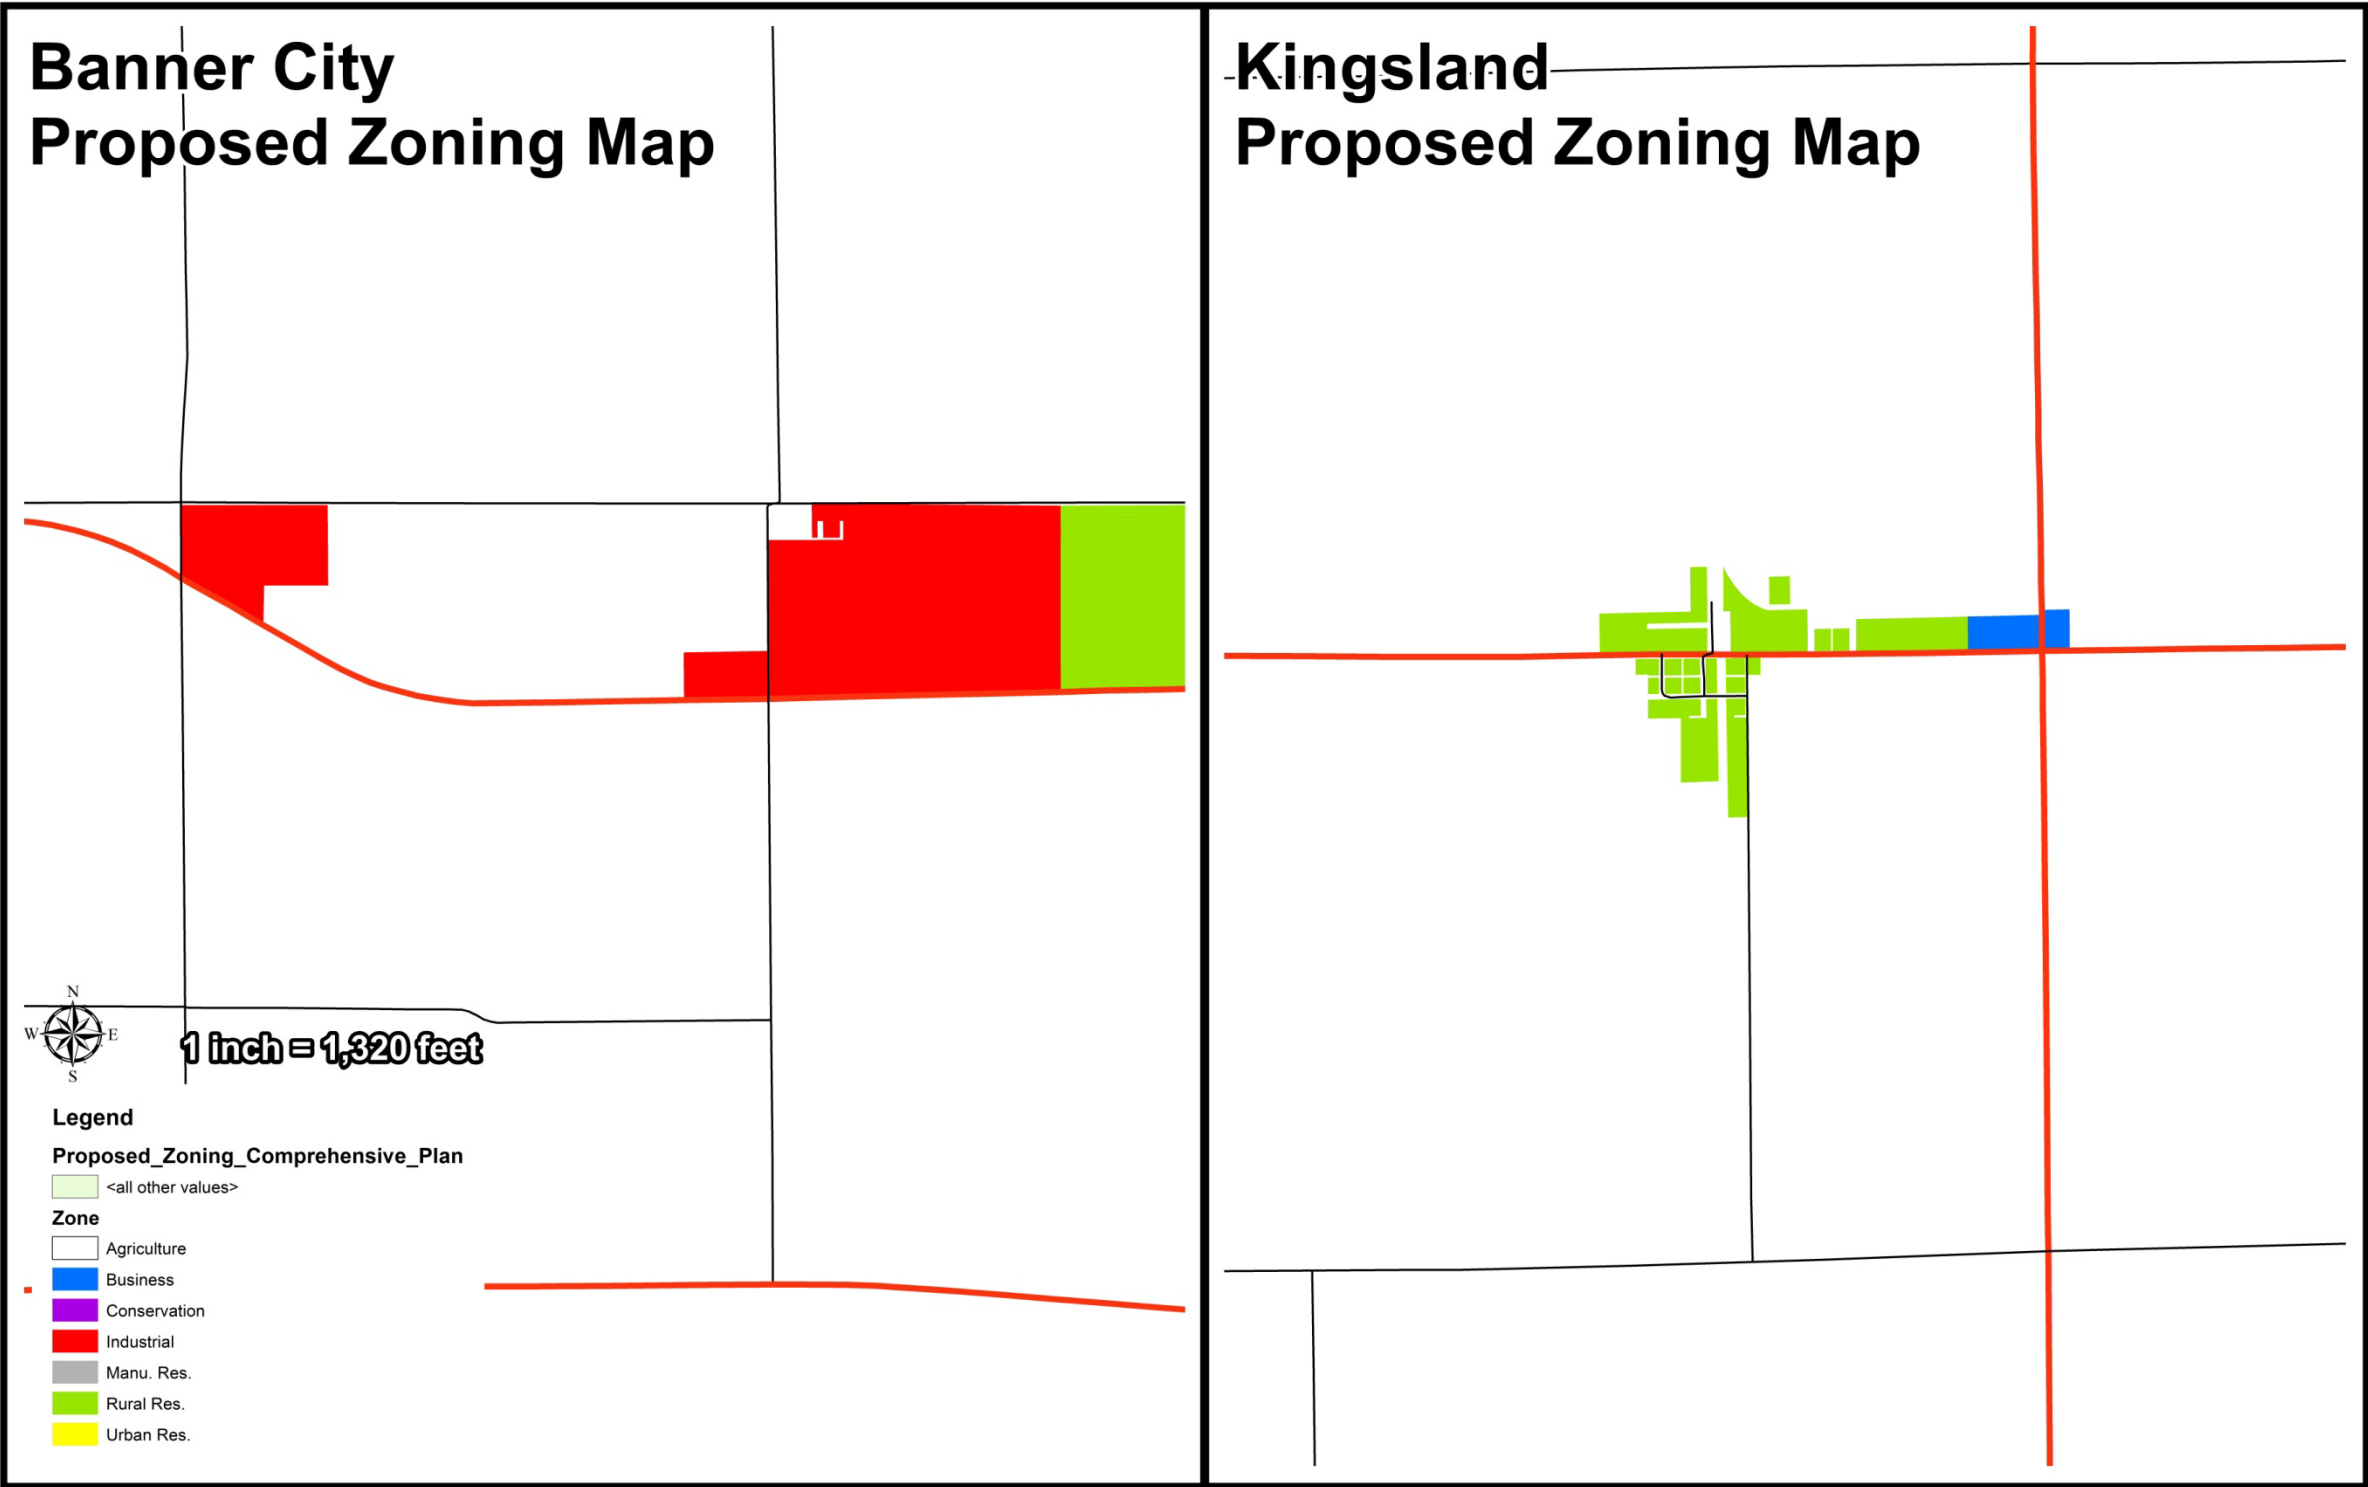 Banner City
Proposed Zoning Map
N
W E
S
1 inch = 1,320 feet
Legend
Proposed_Zoning_Comprehensive_Plan
<all other values>
Zone
Agriculture
Business
Conservation
Industrial
Manu. Res.
Rural Res.
Urban Res.
Kingsland
Proposed Zoning Map